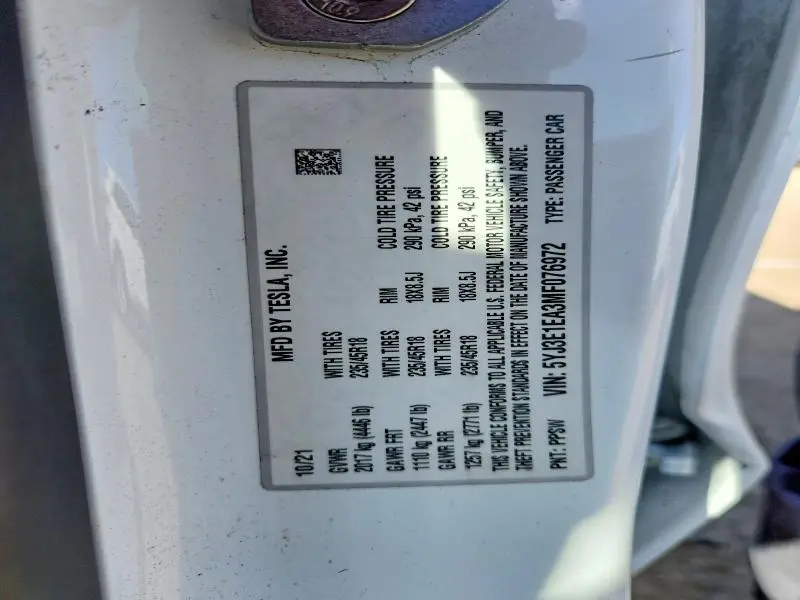 MFD BY TESLA, INC.
10/21
GVWR WITH TIRES RIM COLD TIRE PRESSURE
2017 kg (4446 lb) 235/45R18 18X8.5J 290 kPa, 42 psi
GAWR FRT WITH TIRES RIM COLD TIRE PRESSURE
1110 kg (2447 lb) 235/45R18 18X8.5J 290 kPa, 42 psi
GAWR RR WITH TIRES
1257 kg (2771 lb) 235/45R18
THIS VEHICLE CONFORMS TO ALL APPLICABLE U.S. FEDERAL MOTOR VEHICLE SAFETY, BUMPER, AND
THEFT PREVENTION STANDARDS IN EFFECT ON THE DATE OF MANUFACTURE SHOWN ABOVE.
PNT: PPSW VIN: 5YJ3E1EA3MF076972 TYPE: PASSENGER CAR